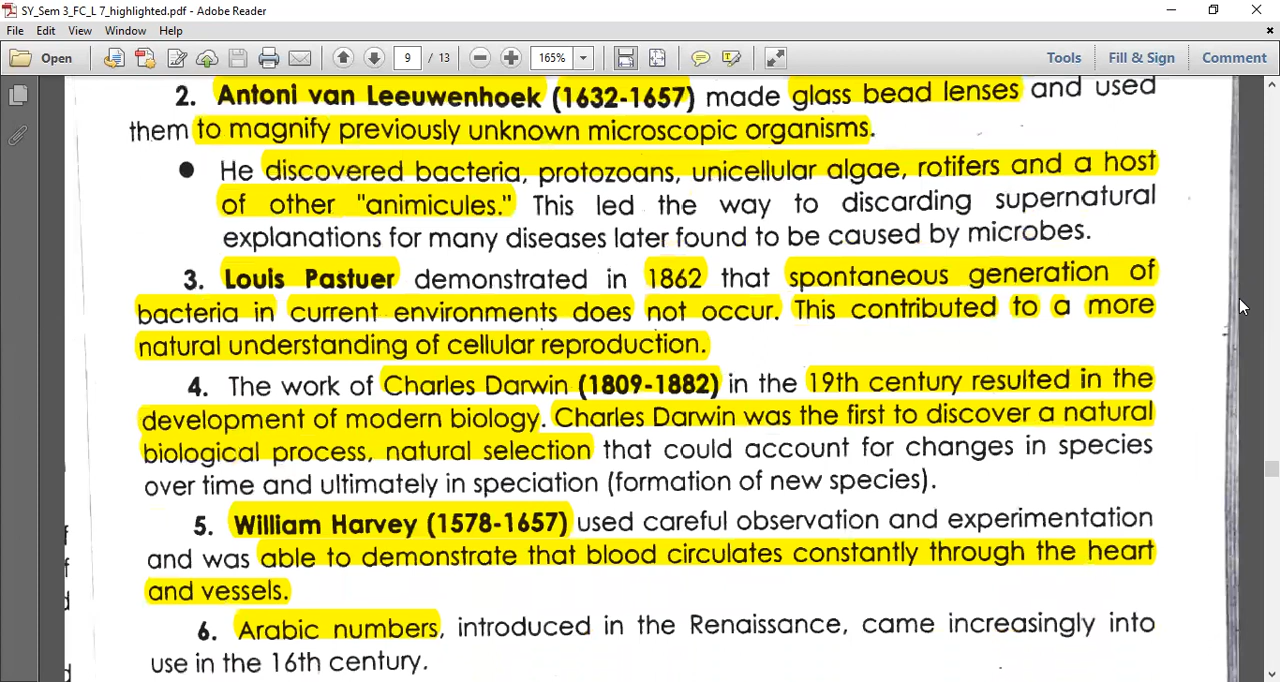 SY_Sem 3_FC_L 7_highlighted.pdf - Adobe Reader
File Edit View Window Help
Open 9 / 13 165% Tools Fill & Sign Comment
2. Antoni van Leeuwenhoek (1632-1657) made glass bead lenses and used
them to magnify previously unknown microscopic organisms.
● He discovered bacteria, protozoans, unicellular algae, rotifers and a host
of other "animicules." This led the way to discarding supernatural
explanations for many diseases later found to be caused by microbes.
3. Louis Pastuer demonstrated in 1862 that spontaneous generation of
bacteria in current environments does not occur. This contributed to a more
natural understanding of cellular reproduction.
4. The work of Charles Darwin (1809-1882) in the 19th century resulted in the
development of modern biology. Charles Darwin was the first to discover a natural
biological process, natural selection that could account for changes in species
over time and ultimately in speciation (formation of new species).
5. William Harvey (1578-1657) used careful observation and experimentation
and was able to demonstrate that blood circulates constantly through the heart
and vessels.
6. Arabic numbers, introduced in the Renaissance, came increasingly into
use in the 16th century.